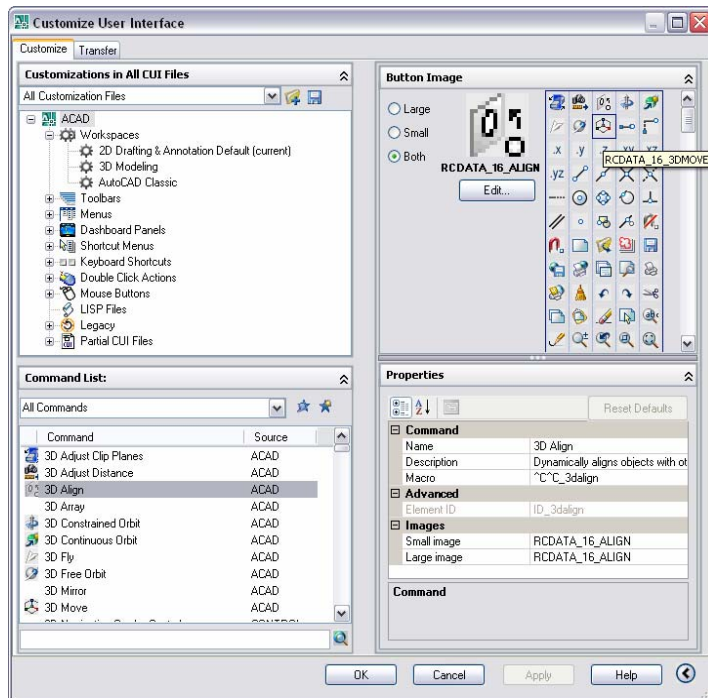 Customize User Interface
Customize
Transfer
Customizations in All CUI Files
All Customization Files
ACAD
Workspaces
2D Drafting & Annotation Default (current)
3D Modeling
AutoCAD Classic
Toolbars
Menus
Dashboard Panels
Shortcut Menus
Keyboard Shortcuts
Double Click Actions
Mouse Buttons
LISP Files
Legacy
Partial CUI Files
Command List:
All Commands
Command Source
3D Adjust Clip Planes ACAD
3D Adjust Distance ACAD
3D Align ACAD
3D Array ACAD
3D Constrained Orbit ACAD
3D Continuous Orbit ACAD
3D Fly ACAD
3D Free Orbit ACAD
3D Mirror ACAD
3D Move ACAD
Button Image
Large
Small
Both
RCDATA_16_ALIGN
Edit...
.x .y
RCDATA_16_3DMOVE
.yz
Properties
Reset Defaults
Command
Name 3D Align
Description Dynamically aligns objects with ot
Macro ^C^C_3dalign
Advanced
Element ID ID_3dalign
Images
Small image RCDATA_16_ALIGN
Large image RCDATA_16_ALIGN
Command
OK Cancel Apply Help